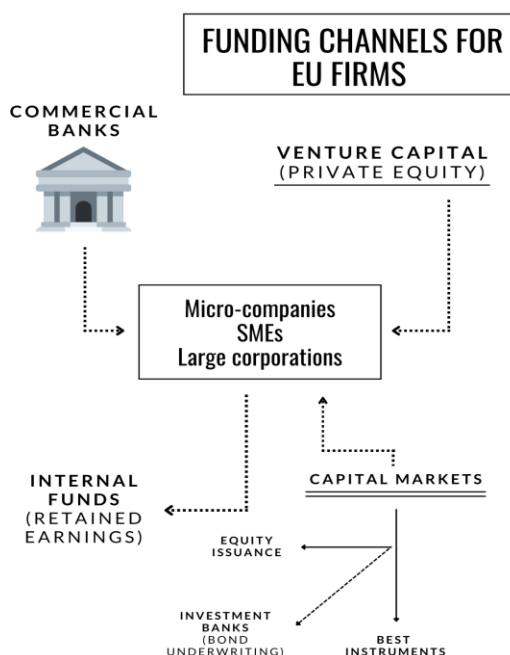 FUNDING CHANNELS FOR
EU FIRMS
COMMERCIAL
BANKS
VENTURE CAPITAL
(PRIVATE EQUITY)
Micro-companies
SMEs
Large corporations
INTERNAL
FUNDS
(RETAINED
EARNINGS)
CAPITAL MARKETS
EQUITY
ISSUANCE
INVESTMENT
BANKS
(BOND
UNDERWRITING)
BEST
INSTRUMENTS